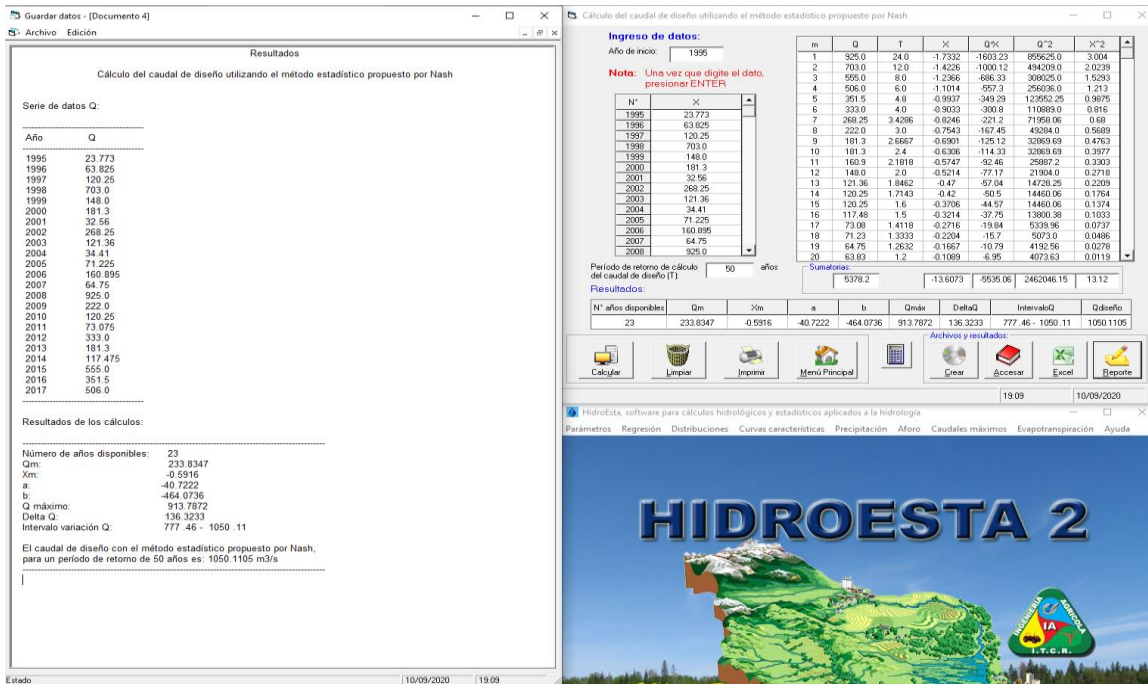 Guardar datos - [Documento 4]
Archivo Edición
Resultados
Cálculo del caudal de diseño utilizando el método estadístico propuesto por Nash
Serie de datos Q:
Año Q
1995 23.773
1996 63.825
1997 120.25
1998 703.0
1999 148.0
2000 181.3
2001 32.56
2002 268.25
2003 121.36
2004 34.41
2005 71.225
2006 160.895
2007 64.75
2008 925.0
2009 222.0
2010 120.25
2011 73.075
2012 333.0
2013 181.3
2014 117.475
2015 555.0
2016 351.5
2017 506.0
Resultados de los cálculos:
Número de años disponibles: 23
Qm: 233.8347
Xm: -0.5916
a: -40.7222
b: -464.0736
Q máximo: 913.7872
Delta Q: 136.3233
Intervalo variación Q: 777 .46 - 1050 .11
El caudal de diseño con el método estadístico propuesto por Nash,
para un período de retorno de 50 años es: 1050.1105 m3/s
Estado 10/09/2020 19:09
Cálculo del caudal de diseño utilizando el método estadístico propuesto por Nash
Ingreso de datos:
Año de inicio: 1995
Nota: Una vez que digite el dato,
presionar ENTER
N° X
1995 23.773
1996 63.825
1997 120.25
1998 703.0
1999 148.0
2000 181.3
2001 32.56
2002 268.25
2003 121.36
2004 34.41
2005 71.225
2006 160.895
2007 64.75
2008 925.0
m Q T X Q*X Q^2 X^2
1 925.0 24.0 -1.7332 -1603.23 855625.0 3.004
2 703.0 12.0 -1.4226 -1000.12 494209.0 2.0239
3 555.0 8.0 -1.2366 -686.33 308025.0 1.5293
4 506.0 6.0 -1.1014 -557.3 256036.0 1.213
5 351.5 4.8 -0.9937 -349.29 123552.25 0.9875
6 333.0 4.0 -0.9033 -300.8 110889.0 0.816
7 268.25 3.4286 -0.8246 -221.2 71958.06 0.68
8 222.0 3.0 -0.7543 -167.45 49284.0 0.5689
9 181.3 2.6667 -0.6901 -125.12 32869.69 0.4763
10 181.3 2.4 -0.6306 -114.33 32869.69 0.3977
11 160.9 2.1818 -0.5747 -92.46 25887.2 0.3303
12 148.0 2.0 -0.5214 -77.17 21904.0 0.2718
13 121.36 1.8462 -0.47 -57.04 14728.25 0.2209
14 120.25 1.7143 -0.42 -50.5 14460.06 0.1764
15 120.25 1.6 -0.3706 -44.57 14460.06 0.1374
16 117.48 1.5 -0.3214 -37.75 13800.38 0.1033
17 73.08 1.4118 -0.2716 -19.84 5339.96 0.0737
18 71.23 1.3333 -0.2204 -15.7 5073.0 0.0486
19 64.75 1.2632 -0.1667 -10.79 4192.56 0.0278
20 63.83 1.2 -0.1089 -6.95 4073.63 0.0119
Período de retorno de cálculo
del caudal de diseño (T): 50 años
Sumatorias:
5378.2 -13.6073 -5535.06 2462046.15 13.12
Resultados:
N° años disponibles Qm Xm a b Qmáx DeltaQ IntervaloQ Qdiseño
23 233.8347 -0.5916 -40.7222 -464.0736 913.7872 136.3233 777 .46 - 1050 .11 1050.1105
Archivos y resultados:
Calcular Limpiar Imprimir Menú Principal Crear Accesar Excel Reporte
19:09 10/09/2020
HidroEsta, software para cálculos hidrológicos y estadísticos aplicados a la hidrología
Parámetros Regresión Distribuciones Curvas características Precipitación Aforo Caudales máximos Evapotranspiración Ayuda
HIDROESTA 2
INGENIERIA AGRICOLA
IA
I.T.C.R.